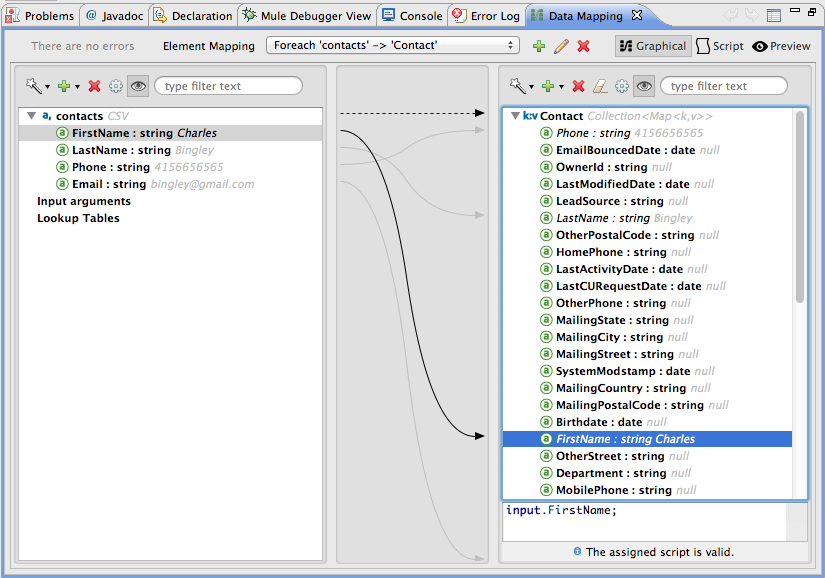 Problems @ Javadoc Declaration Mule Debugger View Console Error Log Data Mapping
There are no errors Element Mapping Foreach 'contacts' -> 'Contact' Graphical Script Preview
type filter text
a, contacts CSV
a FirstName : string Charles
a LastName : string Bingley
a Phone : string 4156656565
a Email : string bingley@gmail.com
Input arguments
Lookup Tables
type filter text
k:v Contact Collection<Map<k,v>>
a Phone : string 4156656565
a EmailBouncedDate : date null
a OwnerId : string null
a LastModifiedDate : date null
a LeadSource : string null
a LastName : string Bingley
a OtherPostalCode : string null
a HomePhone : string null
a LastActivityDate : date null
a LastCURequestDate : date null
a OtherPhone : string null
a MailingState : string null
a MailingCity : string null
a MailingStreet : string null
a SystemModstamp : date null
a MailingCountry : string null
a MailingPostalCode : string null
a Birthdate : date null
a FirstName : string Charles
a OtherStreet : string null
a Department : string null
a MobilePhone : string null
input.FirstName;
The assigned script is valid.